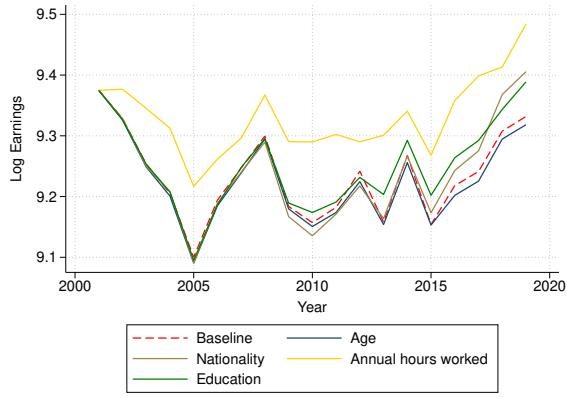 9.5
9.4
9.3
9.2
9.1
Log Earnings
2000 2005 2010 2015 2020
Year
Baseline Age
Nationality Annual hours worked
Education